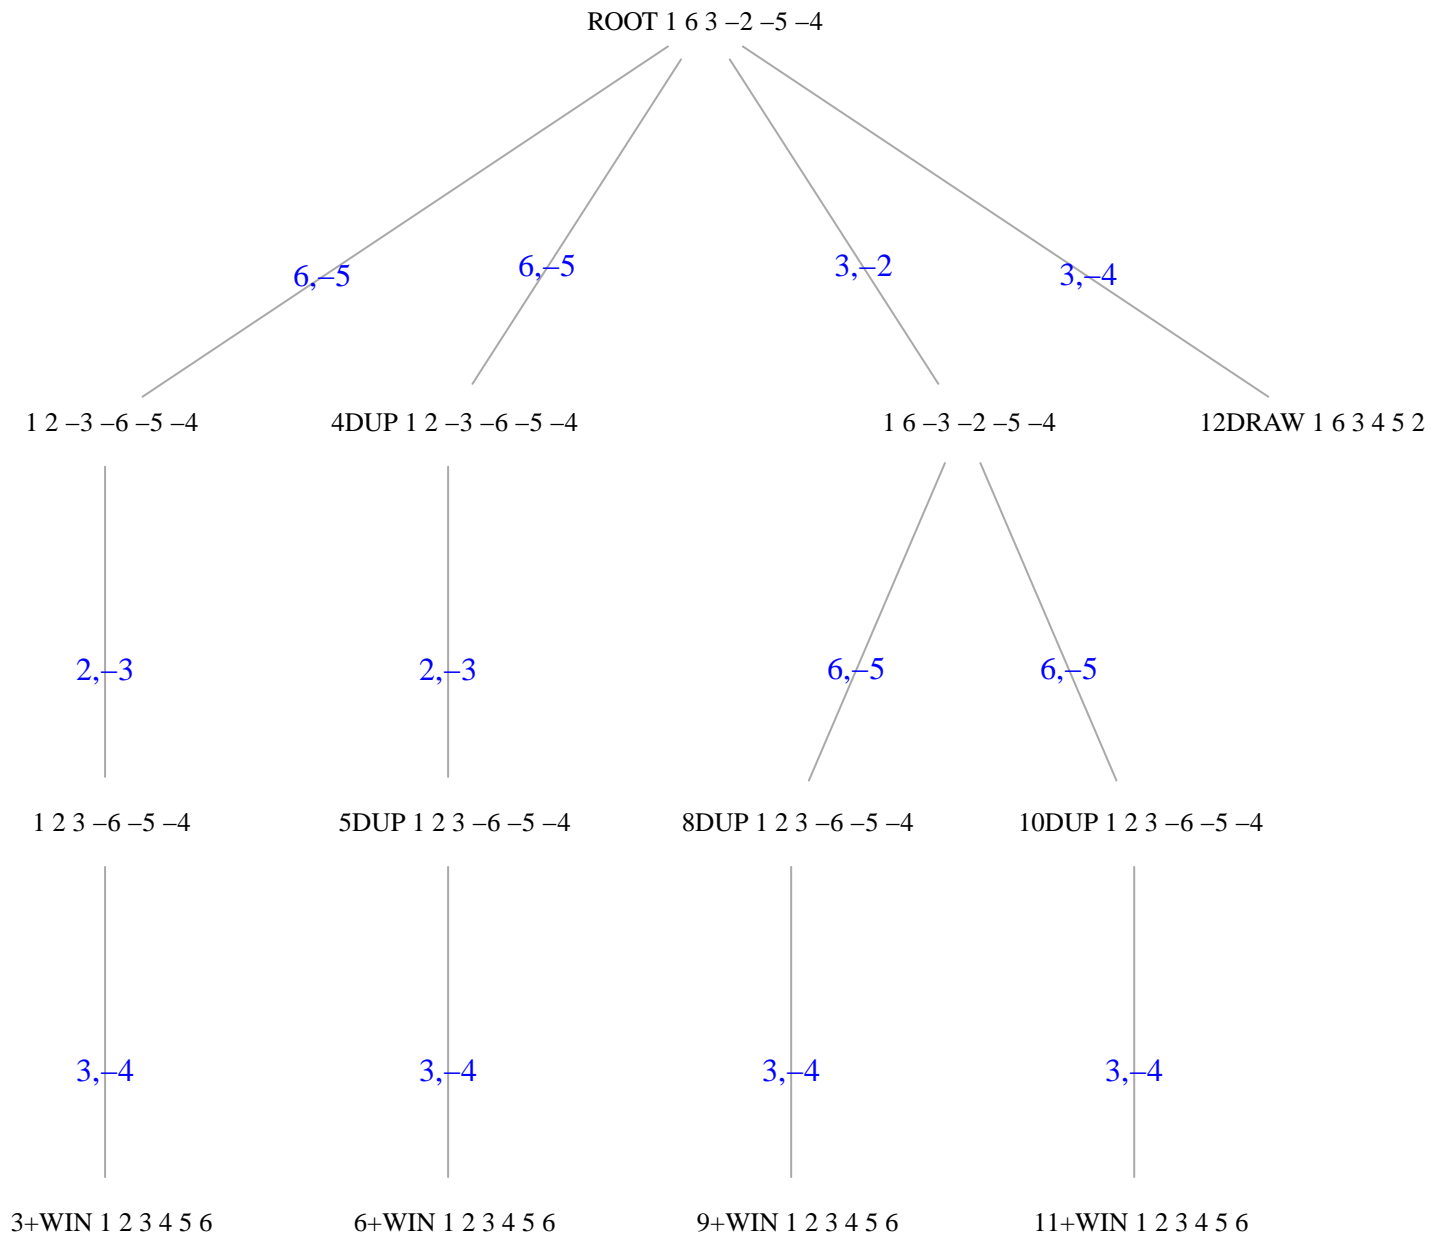 ROOT 1 6 3 –2 –5 –4
6,–5
6,–5
3,–2
3,–4
1 2 –3 –6 –5 –4
4DUP 1 2 –3 –6 –5 –4
1 6 –3 –2 –5 –4
12DRAW 1 6 3 4 5 2
2,–3
2,–3
6,–5
6,–5
1 2 3 –6 –5 –4
5DUP 1 2 3 –6 –5 –4
8DUP 1 2 3 –6 –5 –4
10DUP 1 2 3 –6 –5 –4
3,–4
3,–4
3,–4
3,–4
3+WIN 1 2 3 4 5 6
6+WIN 1 2 3 4 5 6
9+WIN 1 2 3 4 5 6
11+WIN 1 2 3 4 5 6